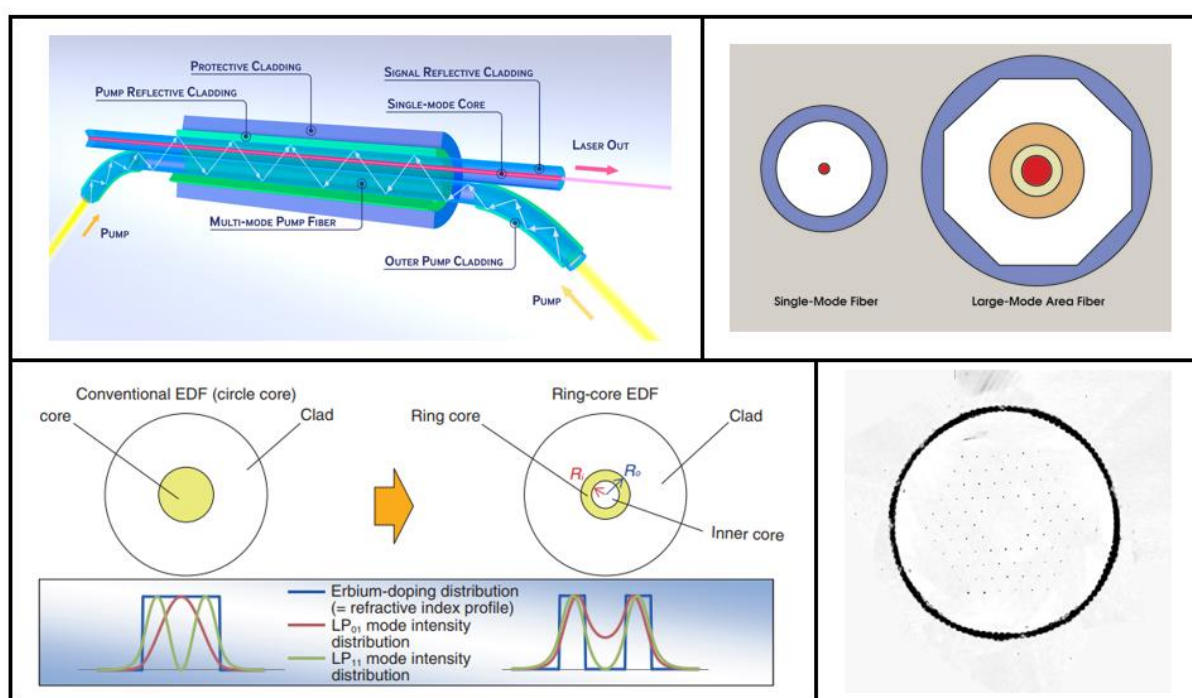 PROTECTIVE CLADDING
PUMP REFLECTIVE CLADDING
SIGNAL REFLECTIVE CLADDING
SINGLE-MODE CORE
LASER OUT
MULTI-MODE PUMP FIBER
PUMP
OUTER PUMP CLADDING
PUMP
Single-Mode Fiber
Large-Mode Area Fiber
Conventional EDF (circle core)
core
Clad
Ring-core EDF
Ring core
Clad
Ri
Ro
Inner core
Erbium-doping distribution
(= refractive index profile)
LP01 mode intensity
distribution
LP11 mode intensity
distribution